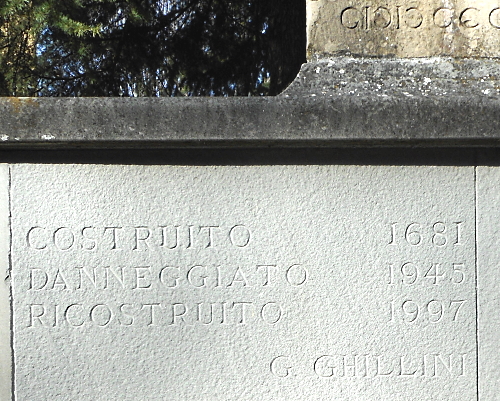 COSTRUITO 1681
DANNEGGIATO 1945
RICOSTRUITO 1997
G. GHILLINI